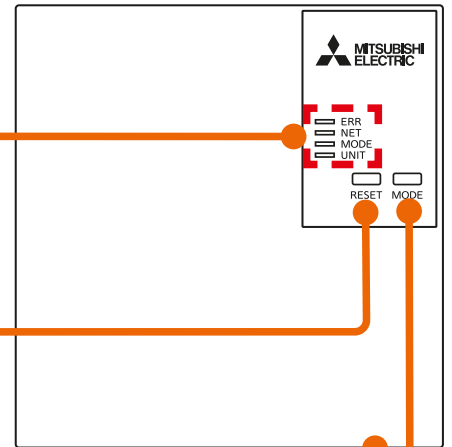 MITSUBISHI
ELECTRIC
ERR
NET
MODE
UNIT
RESET MODE